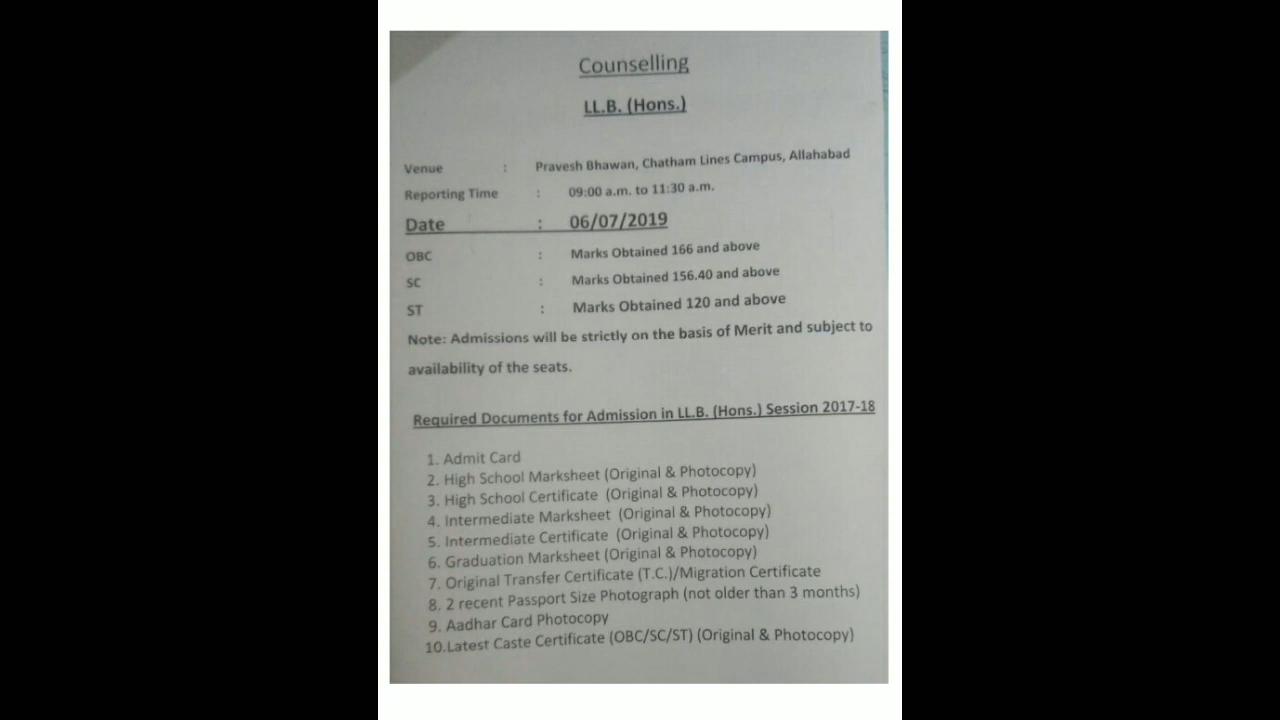 Counselling
LL.B. (Hons.)
Venue : Pravesh Bhawan, Chatham Lines Campus, Allahabad
Reporting Time : 09:00 a.m. to 11:30 a.m.
Date : 06/07/2019
OBC : Marks Obtained 166 and above
SC : Marks Obtained 156.40 and above
ST : Marks Obtained 120 and above
Note: Admissions will be strictly on the basis of Merit and subject to
availability of the seats.
Required Documents for Admission in LL.B. (Hons.) Session 2017-18
1. Admit Card
2. High School Marksheet (Original & Photocopy)
3. High School Certificate (Original & Photocopy)
4. Intermediate Marksheet (Original & Photocopy)
5. Intermediate Certificate (Original & Photocopy)
6. Graduation Marksheet (Original & Photocopy)
7. Original Transfer Certificate (T.C.)/Migration Certificate
8. 2 recent Passport Size Photograph (not older than 3 months)
9. Aadhar Card Photocopy
10.Latest Caste Certificate (OBC/SC/ST) (Original & Photocopy)